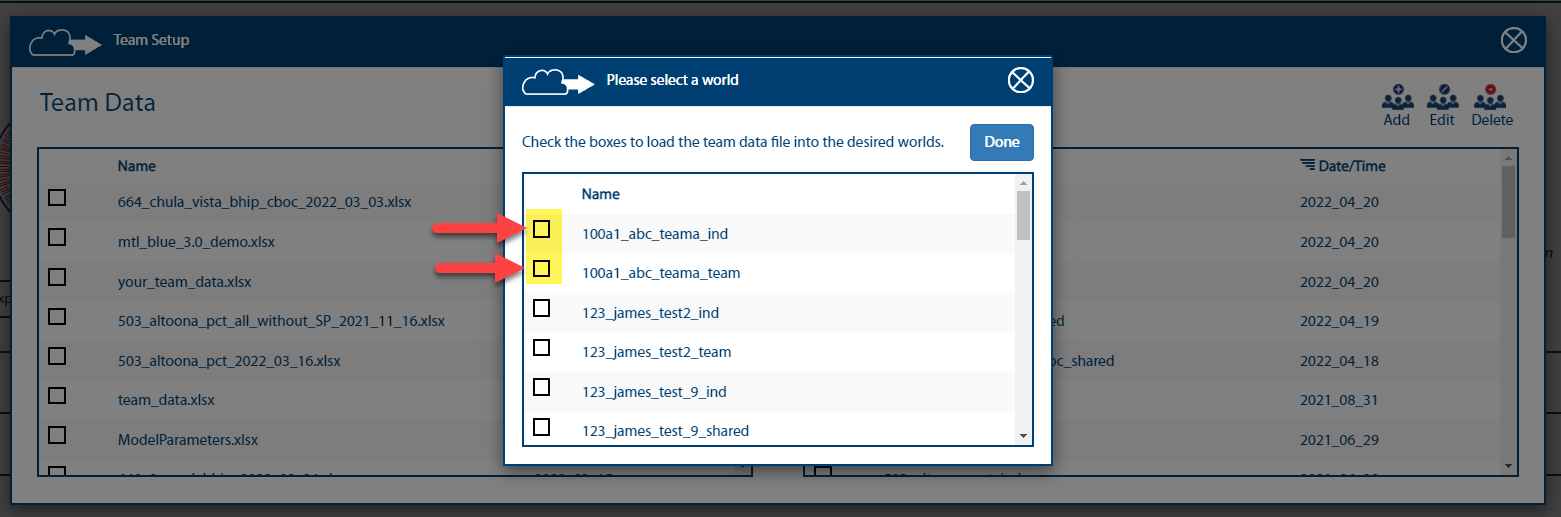 Team Setup
Please select a world
Team Data
Add Edit Delete
Check the boxes to load the team data file into the desired worlds.
Done
Name
664_chula_vista_bhip_cboc_2022_03_03.xlsx
mtl_blue_3.0_demo.xlsx
your_team_data.xlsx
503_altoona_pct_all_without_SP_2021_11_16.xlsx
503_altoona_pct_2022_03_16.xlsx
team_data.xlsx
ModelParameters.xlsx
Name
100a1_abc_teama_ind
100a1_abc_teama_team
123_james_test2_ind
123_james_test2_team
123_james_test_9_ind
123_james_test_9_shared
Date/Time
2022_04_20
2022_04_20
2022_04_20
ed 2022_04_19
oc_shared 2022_04_18
2021_08_31
2021_06_29